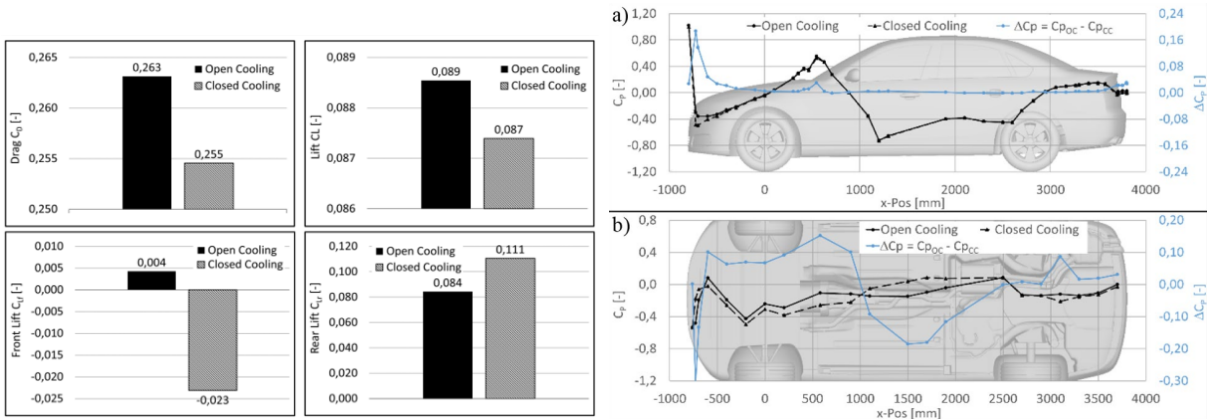 0,265
0,260
0,255
0,250
Drag C_D [-]
0,263
0,255
Open Cooling
Closed Cooling
0,089
0,088
0,087
0,086
Lift CL [-]
0,089
0,087
Open Cooling
Closed Cooling
0,010
0,005
0,000
-0,005
-0,010
-0,015
-0,020
-0,025
Front Lift C_Lf [-]
0,004
-0,023
Open Cooling
Closed Cooling
0,120
0,100
0,080
0,060
0,040
0,020
0,000
Rear Lift C_Lr [-]
0,084
0,111
Open Cooling
Closed Cooling
a)
1,20
0,80
0,40
0,00
-0,40
-0,80
-1,20
C_P [-]
Open Cooling Closed Cooling ΔCp = Cp_OC - Cp_CC
0,24
0,16
0,08
0,00
-0,08
-0,16
-0,24
ΔC_P [-]
-1000 0 1000 2000 3000 4000
x-Pos [mm]
b)
0,8
0,4
0,0
-0,4
-0,8
-1,2
C_P [-]
Open Cooling Closed Cooling
ΔCp = Cp_OC - Cp_CC
0,20
0,10
0,00
-0,10
-0,20
-0,30
ΔC_P [-]
-1000 -500 0 500 1000 1500 2000 2500 3000 3500 4000
x-Pos [mm]